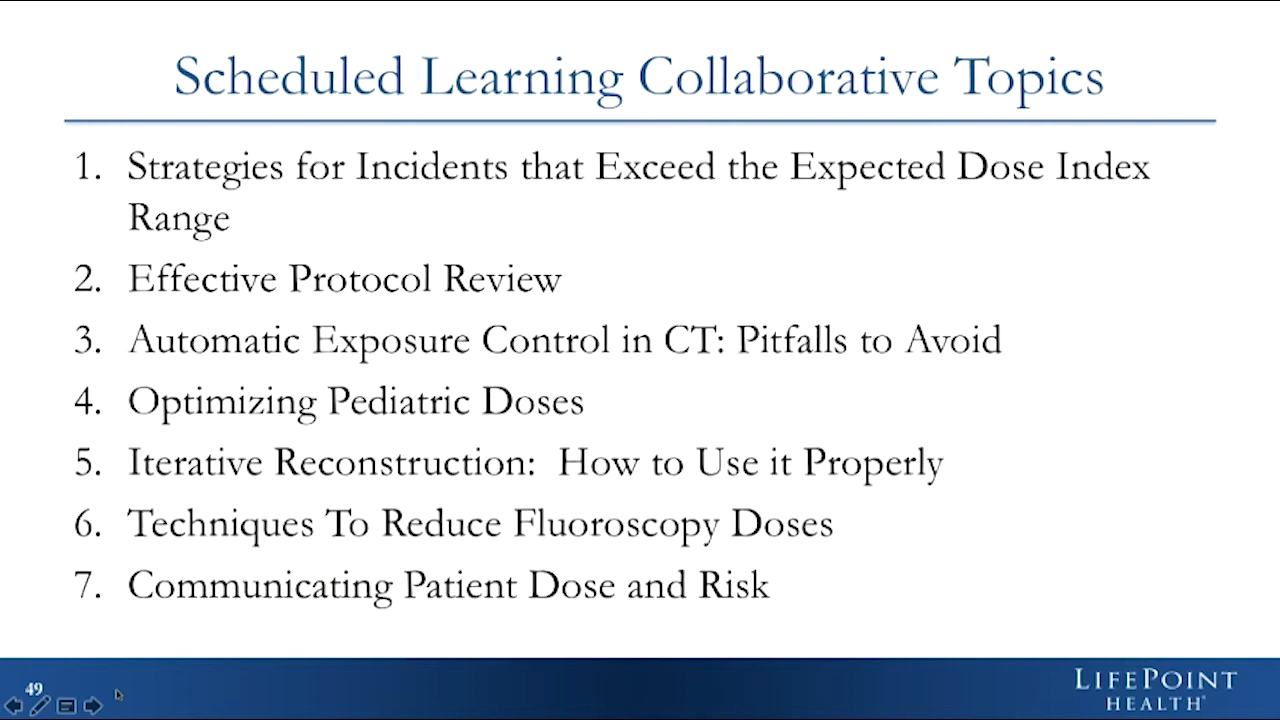 Scheduled Learning Collaborative Topics
1. Strategies for Incidents that Exceed the Expected Dose Index
Range
2. Effective Protocol Review
3. Automatic Exposure Control in CT: Pitfalls to Avoid
4. Optimizing Pediatric Doses
5. Iterative Reconstruction:  How to Use it Properly
6. Techniques To Reduce Fluoroscopy Doses
7. Communicating Patient Dose and Risk
49
LIFEPOINT
HEALTH®